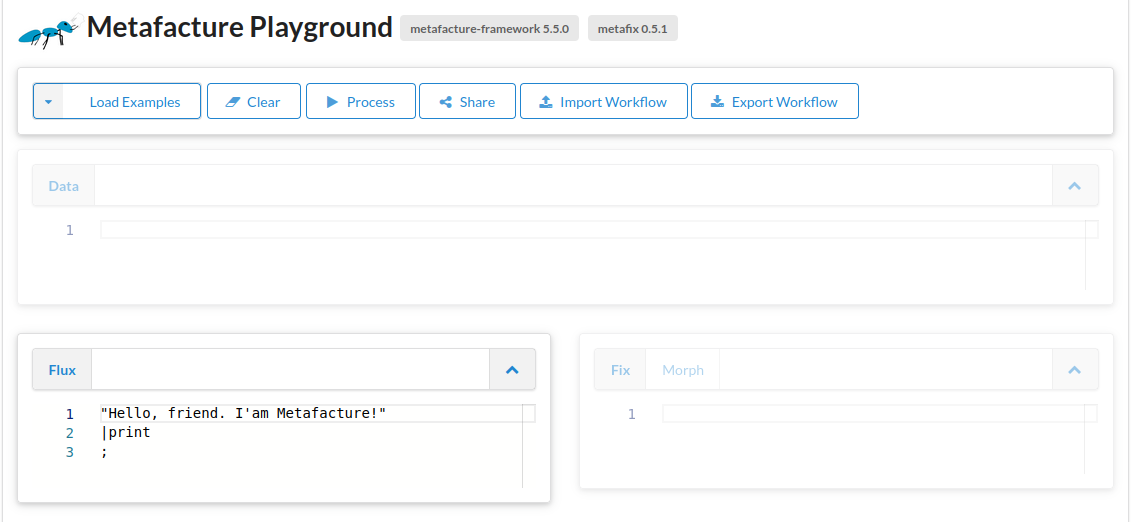 Metafacture Playground metafacture-framework 5.5.0 metafix 0.5.1
Load Examples Clear Process Share Import Workflow Export Workflow
Data
1
Flux
1 "Hello, friend. I'am Metafacture!"
2 |print
3 ;
Fix Morph
1